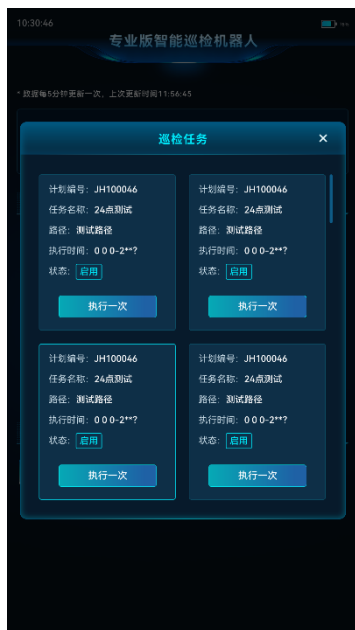 10:30:46
专业版智能巡检机器人
* 数据每5分钟更新一次，上次更新时间11:56:45
巡检任务 ×
计划编号: JH100046
任务名称: 24点测试
路径: 测试路径
执行时间: 0 0 0-2**?
状态: 启用
执行一次
计划编号: JH100046
任务名称: 24点测试
路径: 测试路径
执行时间: 0 0 0-2**?
状态: 启用
执行一次
计划编号: JH100046
任务名称: 24点测试
路径: 测试路径
执行时间: 0 0 0-2**?
状态: 启用
执行一次
计划编号: JH100046
任务名称: 24点测试
路径: 测试路径
执行时间: 0 0 0-2**?
状态: 启用
执行一次